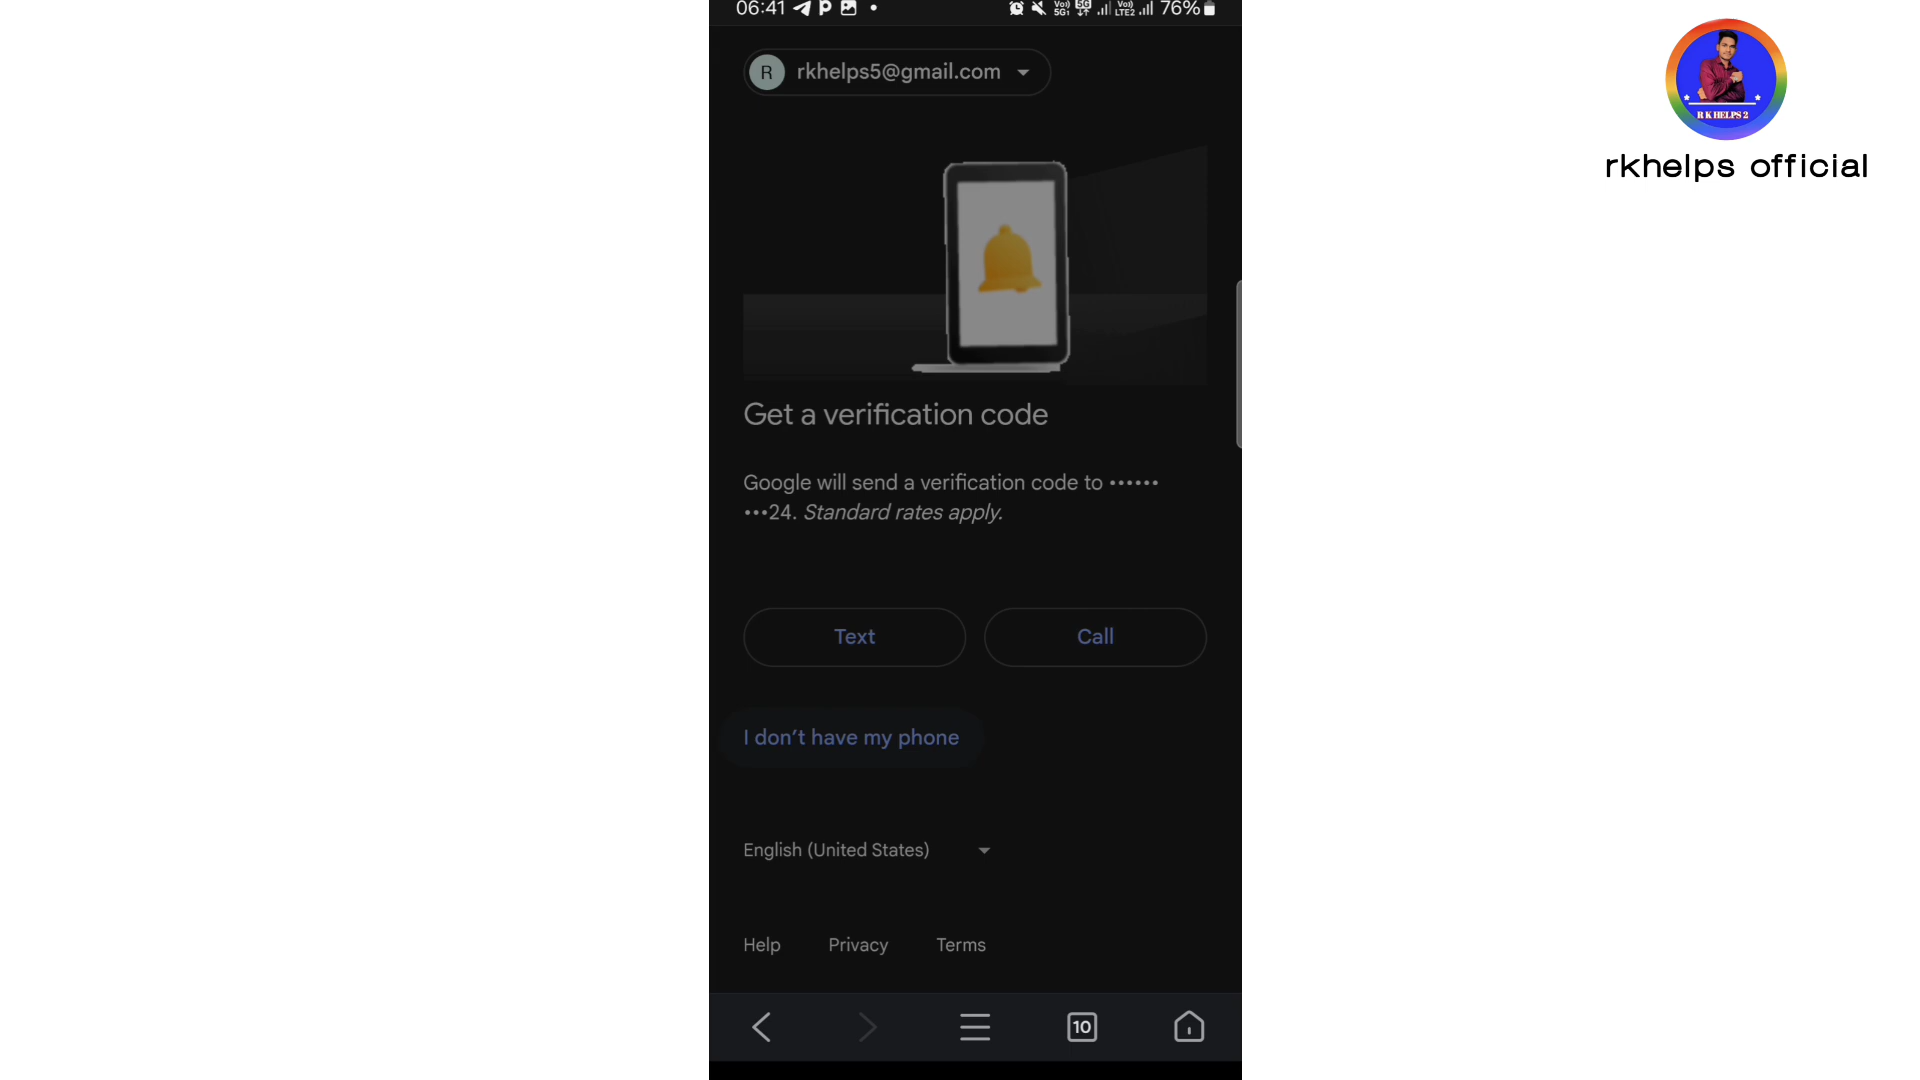 06:41
76%
R
rkhelps5@gmail.com
R K HELPS 2
rkhelps official
Get a verification code
Google will send a verification code to ••••••
•••24. Standard rates apply.
Text
Call
I don’t have my phone
English (United States)
Help
Privacy
Terms
10